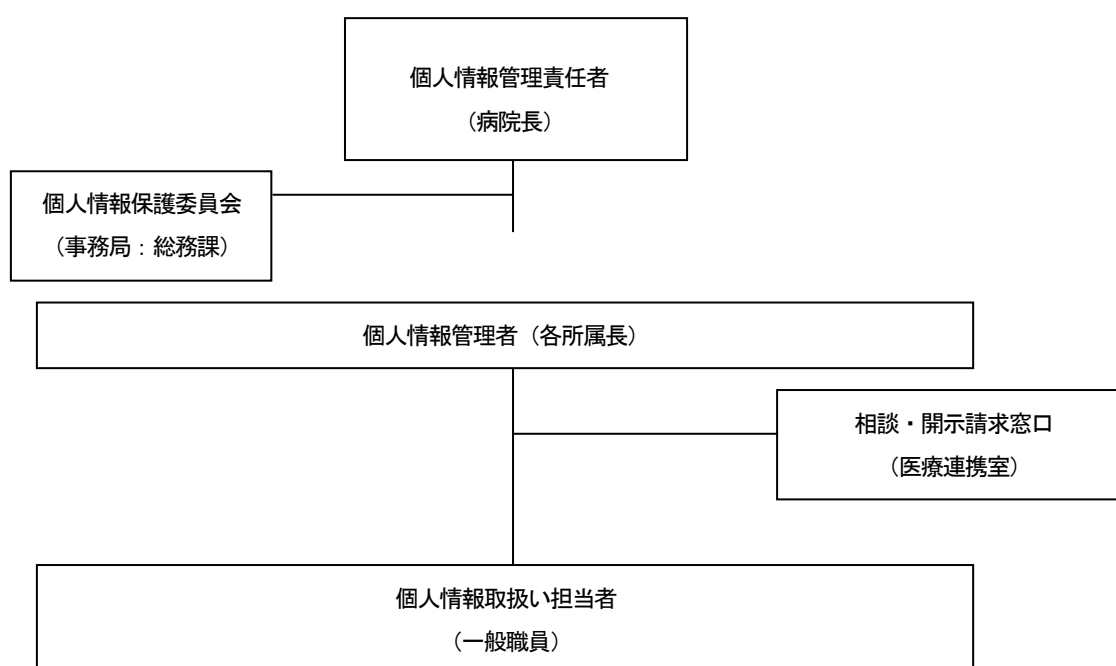 個人情報管理責任者
（病院長）
個人情報保護委員会
（事務局：総務課）
個人情報管理者（各所属長）
相談・開示請求窓口
（医療連携室）
個人情報取扱い担当者
（一般職員）